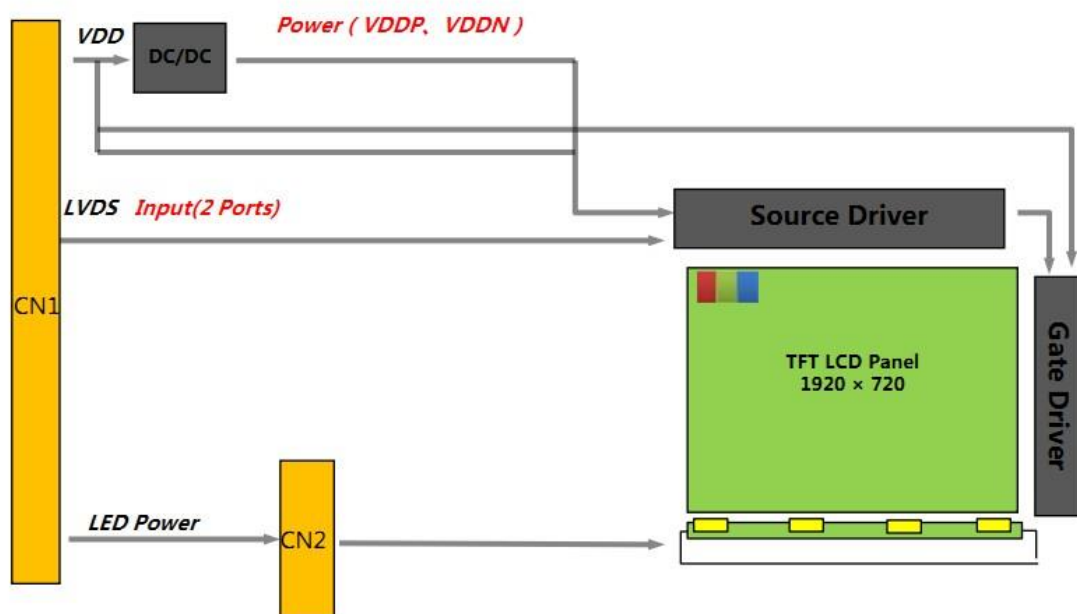 VDD
DC/DC
Power ( VDDP、VDDN )
LVDS Input(2 Ports)
Source Driver
CN1
TFT LCD Panel
1920 × 720
Gate Driver
LED Power
CN2